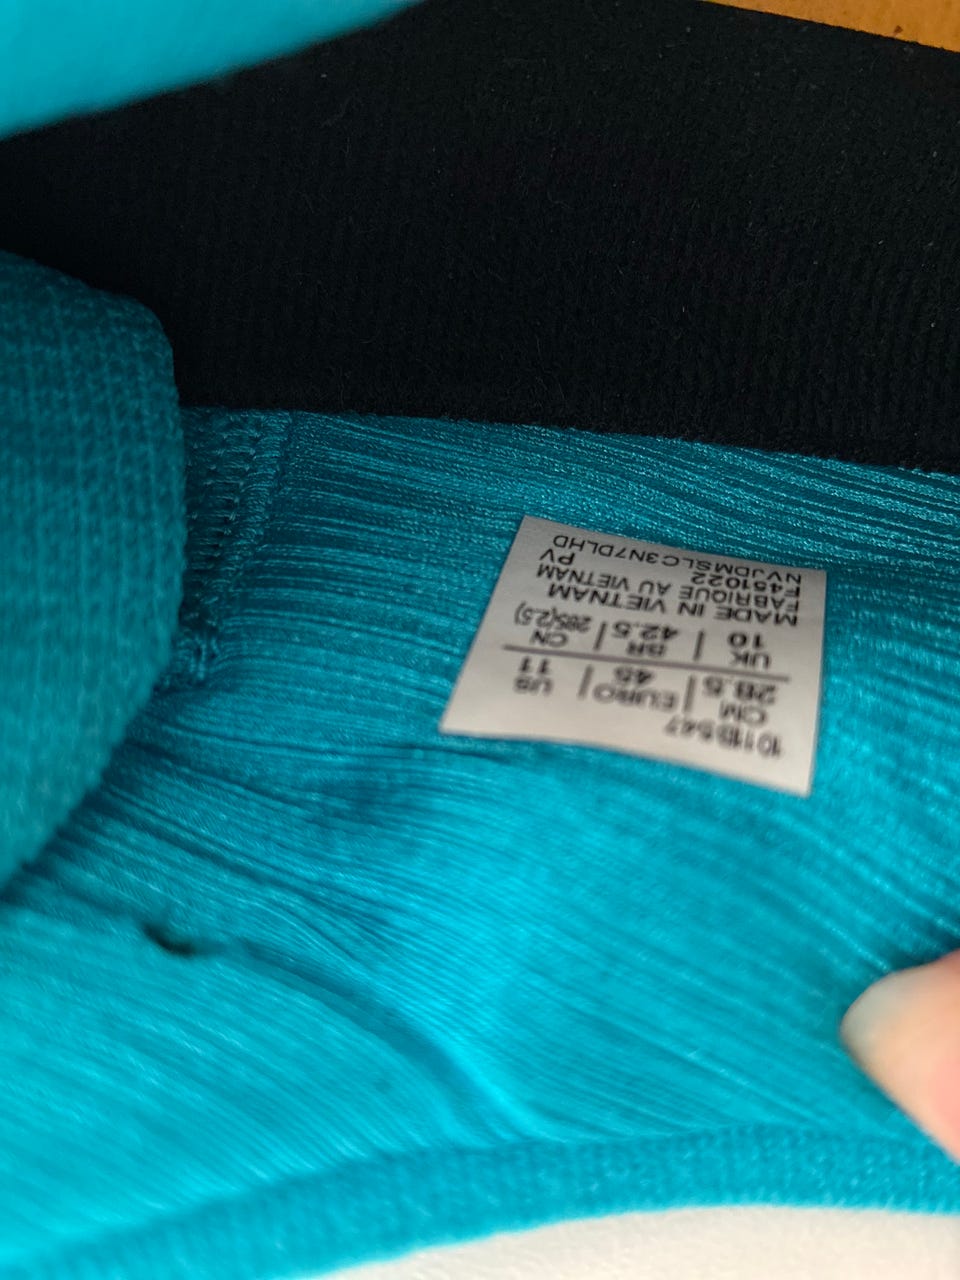 1011B547
CM | EURO | US
28.5 | 45 | 11
UK | BR | CN
10 | 42.5 | 285(2.5)
MADE IN VIETNAM
FABRIQUE AU VIETNAM
F451022 PV
NVJDMSLC3N7DLHD